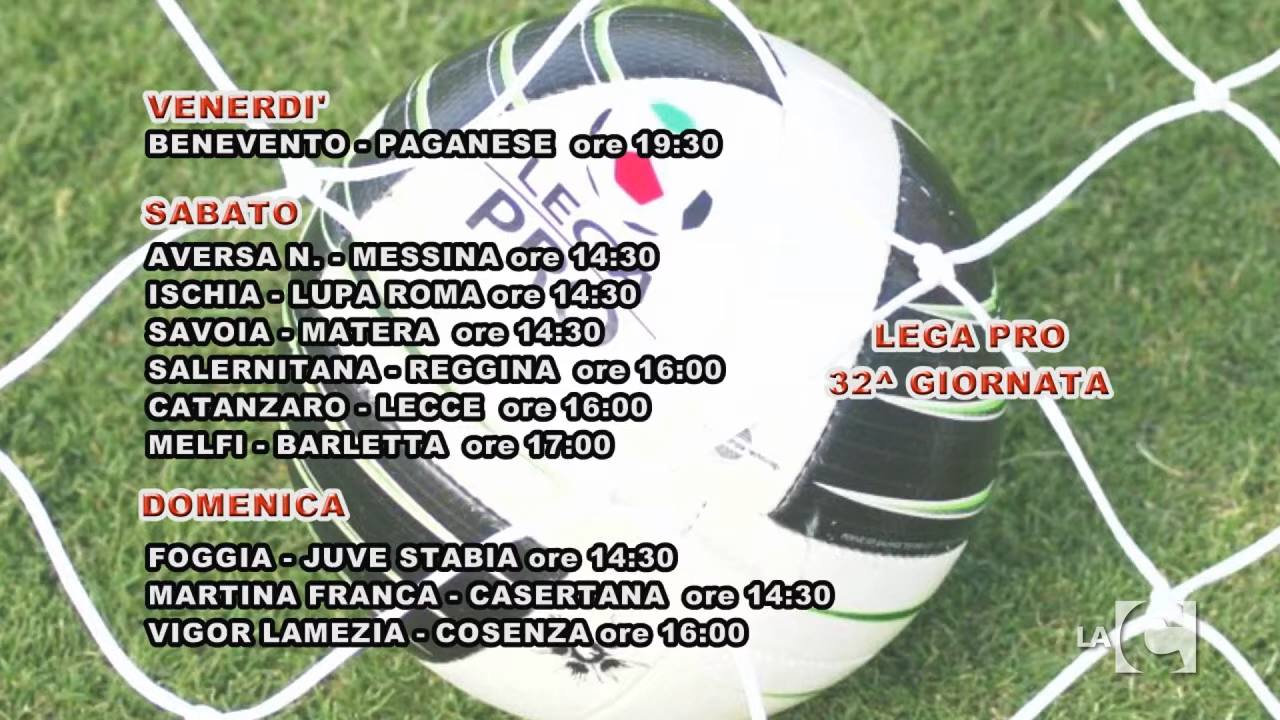 VENERDI'
BENEVENTO - PAGANESE ore 19:30
SABATO
AVERSA N. - MESSINA ore 14:30
ISCHIA - LUPA ROMA ore 14:30
SAVOIA - MATERA ore 14:30
SALERNITANA - REGGINA ore 16:00
CATANZARO - LECCE ore 16:00
MELFI - BARLETTA ore 17:00
DOMENICA
FOGGIA - JUVE STABIA ore 14:30
MARTINA FRANCA - CASERTANA ore 14:30
VIGOR LAMEZIA - COSENZA ore 16:00
LEGA PRO
32^ GIORNATA
LEGA
PRO
LA C